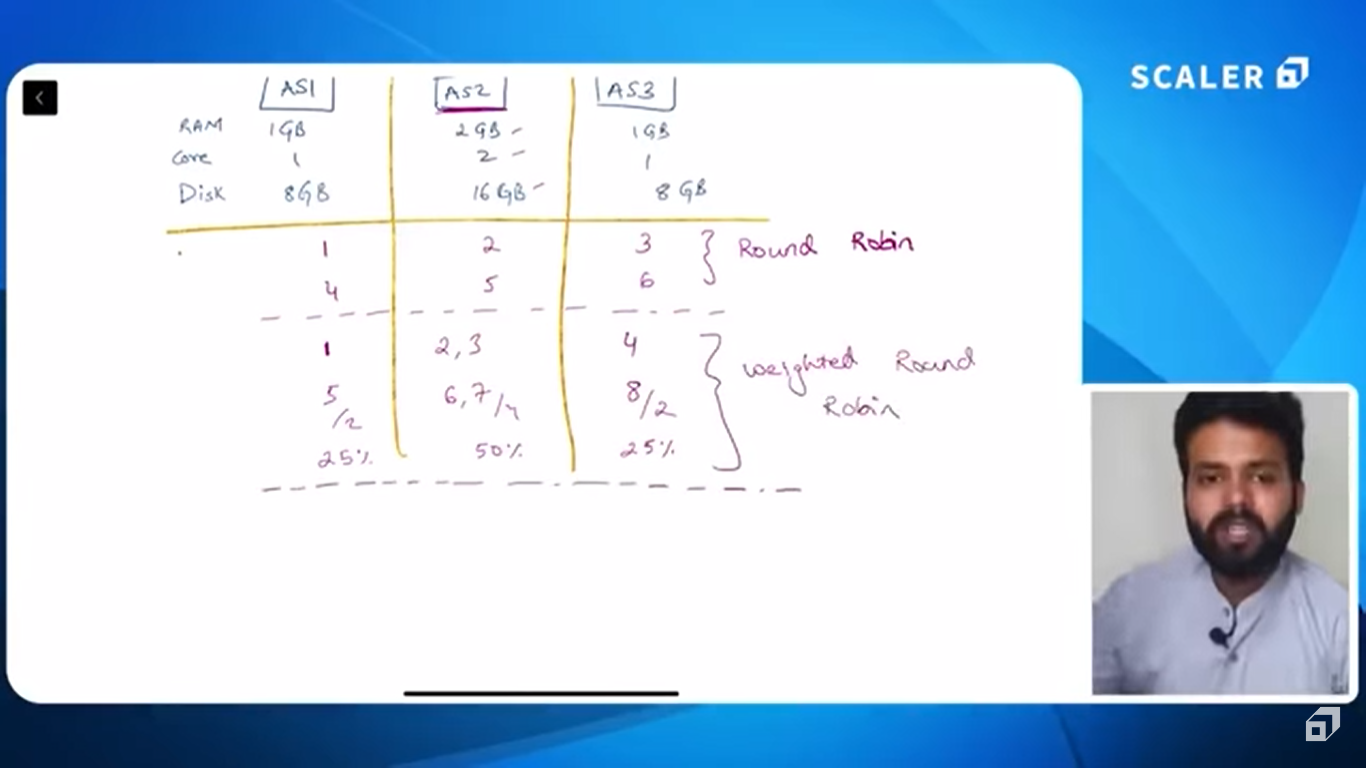 SCALER
AS1 AS2 AS3
RAM 1GB 2GB 1GB
Core 1 2 1
Disk 8GB 16GB 8GB
1 2 3 Round Robin
4 5 6
1 2,3 4 Weighted Round
5/2 6,7/4 8/2 Robin
25% 50% 25%